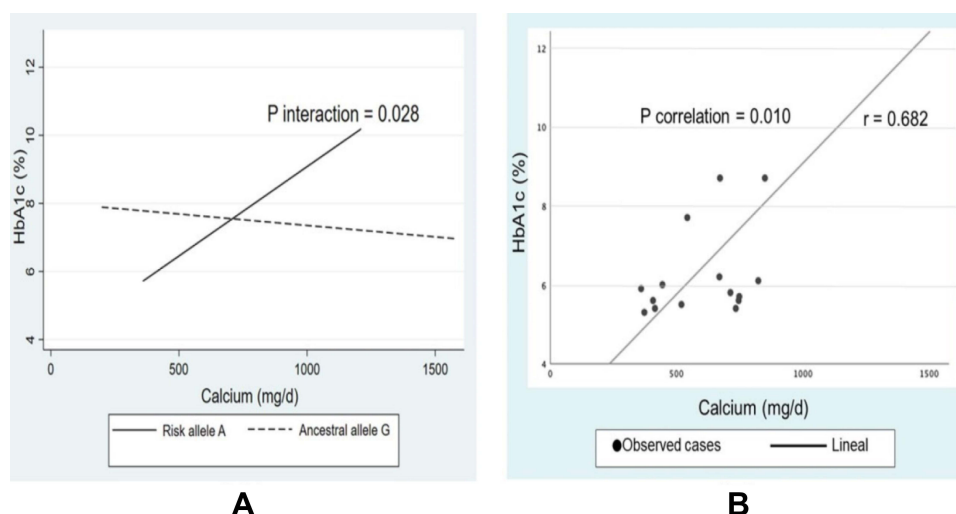 HbA1c (%)
12
10
8
6
4
P interaction = 0.028
0 500 1000 1500
Calcium (mg/d)
Risk allele A Ancestral allele G
A
HbA1c (%)
12
10
8
6
4
P correlation = 0.010 r = 0.682
0 500 1000 1500
Calcium (mg/d)
Observed cases Lineal
B